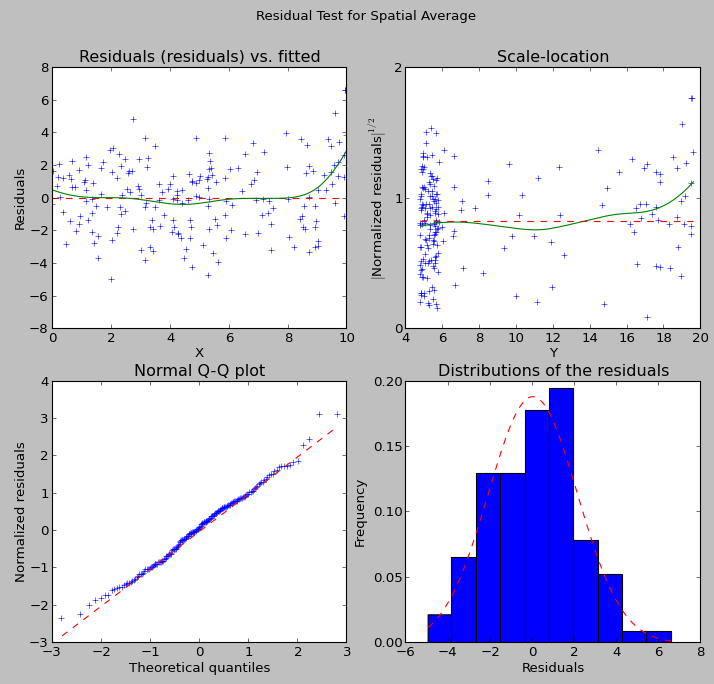 Residual Test for Spatial Average
Residuals (residuals) vs. fitted
Residuals
8
6
4
2
0
−2
−4
−6
−8
0 2 4 6 8 10
X
Scale-location
|Normalized residuals|^1/2
2
1
0
4 6 8 10 12 14 16 18 20
Y
Normal Q-Q plot
Normalized residuals
4
3
2
1
0
−1
−2
−3
−3 −2 −1 0 1 2 3
Theoretical quantiles
Distributions of the residuals
Frequency
0.20
0.15
0.10
0.05
0.00
−6 −4 −2 0 2 4 6 8
Residuals